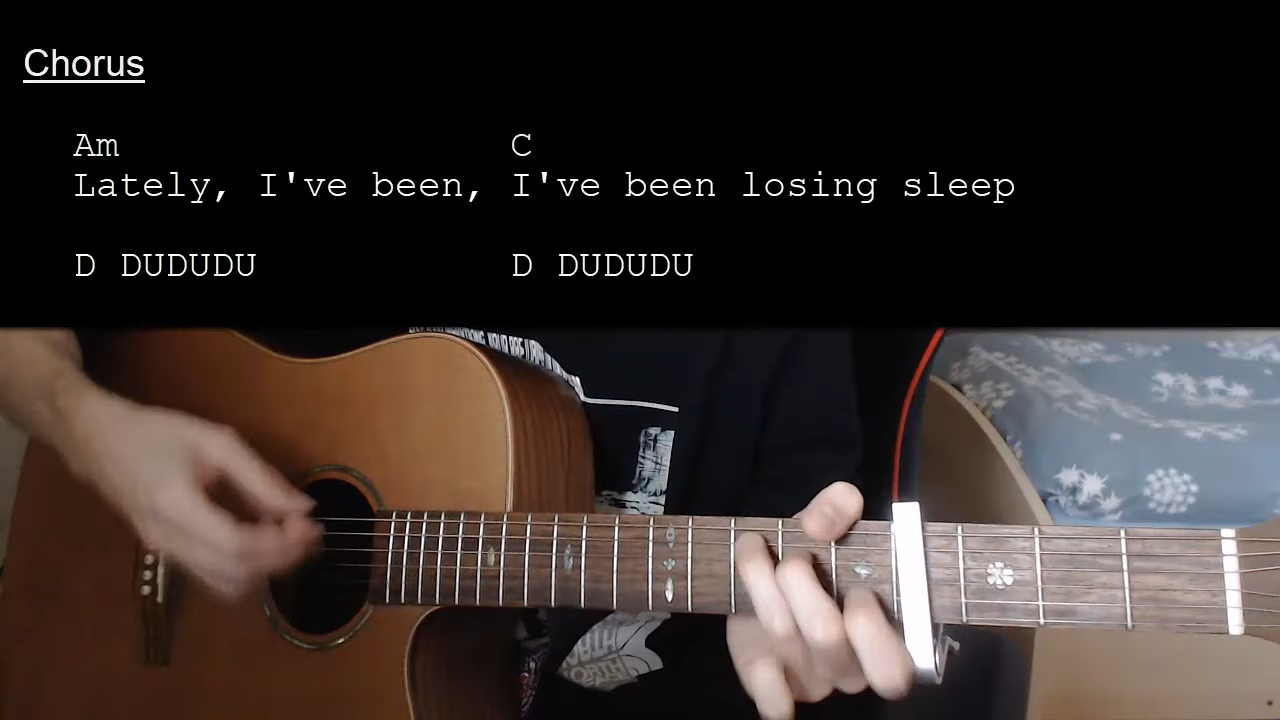 Chorus
Am C
Lately, I've been, I've been losing sleep
D DUDUDU D DUDUDU